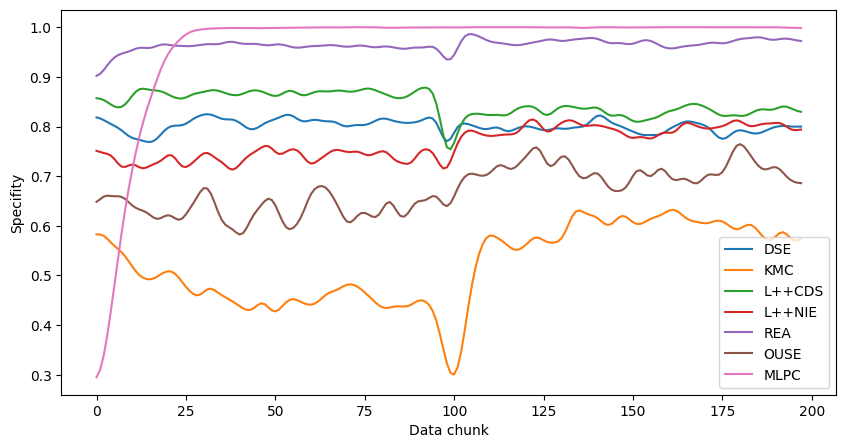 1.0
0.9
0.8
0.7
0.6
0.5
0.4
0.3
Specifity
0 25 50 75 100 125 150 175 200
Data chunk
DSE
KMC
L++CDS
L++NIE
REA
OUSE
MLPC